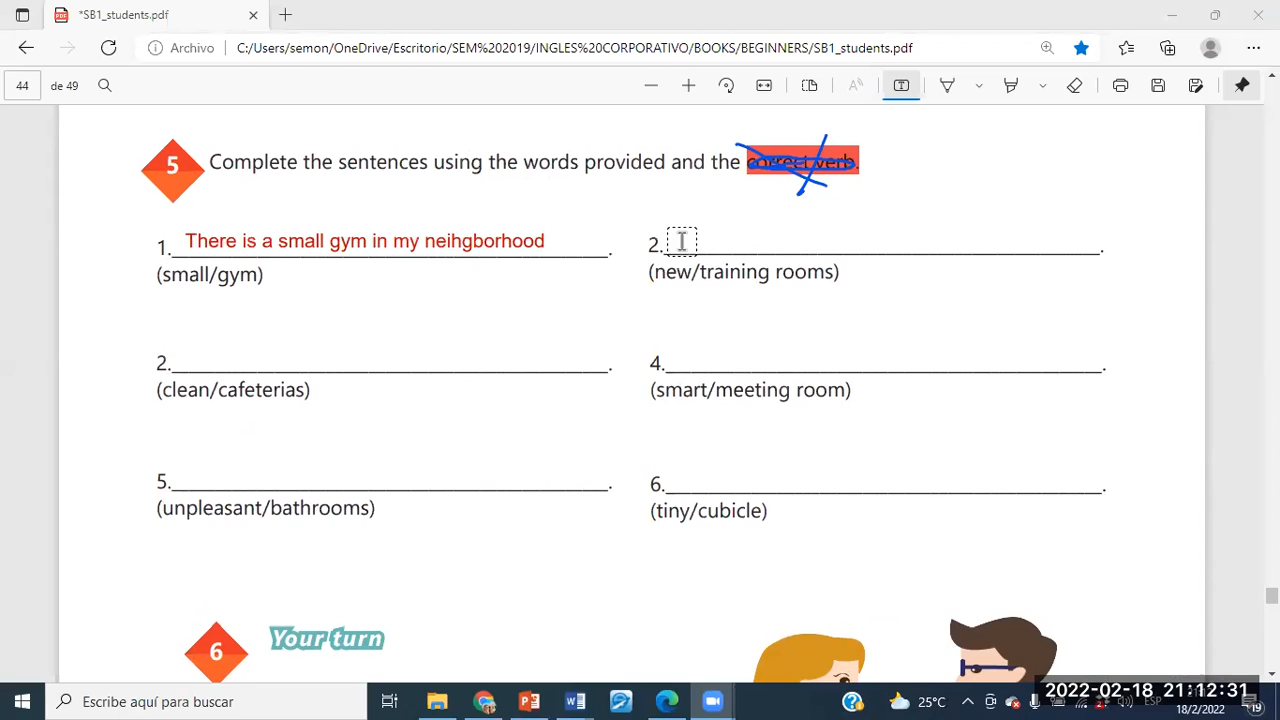 *SB1_students.pdf
Archivo
C:/Users/semon/OneDrive/Escritorio/SEM%202019/INGLES%20CORPORATIVO/BOOKS/BEGINNERS/SB1_students.pdf
44 de 49
5 Complete the sentences using the words provided and the correct verb.
1. There is a small gym in my neihgborhood.
(small/gym)
2.
(new/training rooms)
2.
(clean/cafeterias)
4.
(smart/meeting room)
5.
(unpleasant/bathrooms)
6.
(tiny/cubicle)
6 Your turn
Escribe aquí para buscar
25°C
ESP
2022-02-18 21:12:31
18/2/2022
19